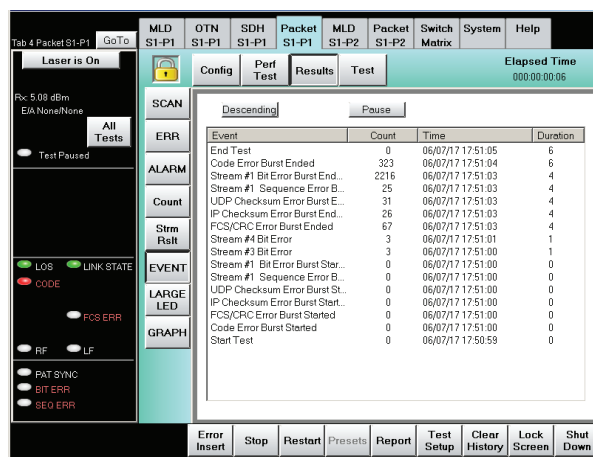 Tab 4 Packet S1-P1 GoTo
MLD S1-P1
OTN S1-P1
SDH S1-P1
Packet S1-P1
MLD S1-P2
Packet S1-P2
Switch Matrix
System
Help
Laser is On
Config
Perf Test
Results
Test
Elapsed Time
000:00:00:06
Rx: 5.08 dBm
E/A None/None
All Tests
Test Paused
LOS LINK STATE
CODE
FCS ERR
RF LF
PAT SYNC
BIT ERR
SEQ ERR
SCAN
ERR
ALARM
Count
Strm Rslt
EVENT
LARGE LED
GRAPH
Descending Pause
Event Count Time Duration
End Test 0 06/07/17 17:51:05 6
Code Error Burst Ended 323 06/07/17 17:51:04 6
Stream #1 Bit Error Burst End... 2216 06/07/17 17:51:03 4
Stream #1 Sequence Error B... 25 06/07/17 17:51:03 4
UDP Checksum Error Burst E... 31 06/07/17 17:51:03 4
IP Checksum Error Burst End... 26 06/07/17 17:51:03 4
FCS/CRC Error Burst Ended 67 06/07/17 17:51:03 4
Stream #4 Bit Error 3 06/07/17 17:51:01 1
Stream #3 Bit Error 3 06/07/17 17:51:00 1
Stream #1 Bit Error Burst Star... 0 06/07/17 17:51:00 0
Stream #1 Sequence Error B... 0 06/07/17 17:51:00 0
UDP Checksum Error Burst St... 0 06/07/17 17:51:00 0
IP Checksum Error Burst Start... 0 06/07/17 17:51:00 0
FCS/CRC Error Burst Started 0 06/07/17 17:51:00 0
Code Error Burst Started 0 06/07/17 17:51:00 0
Start Test 0 06/07/17 17:50:59 0
Error Insert
Stop
Restart
Presets
Report
Test Setup
Clear History
Lock Screen
Shut Down